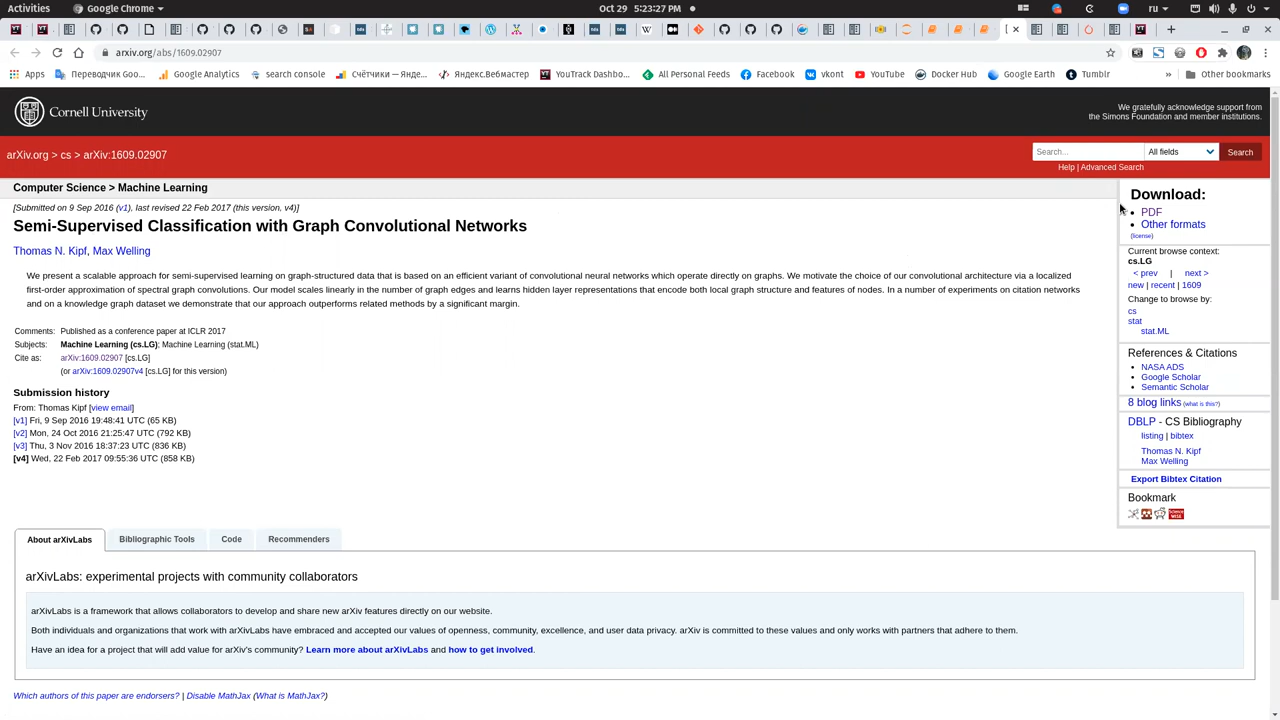 Activities
Google Chrome
Oct 29  5:23:27 PM
arxiv.org/abs/1609.02907
Apps
Переводчик Goo...
Google Analytics
search console
Счётчики — Янде...
Яндекс.Вебмастер
YouTrack Dashbo...
All Personal Feeds
Facebook
vkont
YouTube
Docker Hub
Google Earth
Tumblr
»
Other bookmarks
Cornell University
We gratefully acknowledge support from
the Simons Foundation and member institutions.
arXiv.org > cs > arXiv:1609.02907
Search...
All fields
Search
Help | Advanced Search
Computer Science > Machine Learning
[Submitted on 9 Sep 2016 (v1), last revised 22 Feb 2017 (this version, v4)]
Semi-Supervised Classification with Graph Convolutional Networks
Thomas N. Kipf, Max Welling
We present a scalable approach for semi-supervised learning on graph-structured data that is based on an efficient variant of convolutional neural networks which operate directly on graphs. We motivate the choice of our convolutional architecture via a localized
first-order approximation of spectral graph convolutions. Our model scales linearly in the number of graph edges and learns hidden layer representations that encode both local graph structure and features of nodes. In a number of experiments on citation networks
and on a knowledge graph dataset we demonstrate that our approach outperforms related methods by a significant margin.
Comments: Published as a conference paper at ICLR 2017
Subjects: Machine Learning (cs.LG); Machine Learning (stat.ML)
Cite as: arXiv:1609.02907 [cs.LG]
(or arXiv:1609.02907v4 [cs.LG] for this version)
Submission history
From: Thomas Kipf [view email]
[v1] Fri, 9 Sep 2016 19:48:41 UTC (65 KB)
[v2] Mon, 24 Oct 2016 21:25:47 UTC (792 KB)
[v3] Thu, 3 Nov 2016 18:37:23 UTC (836 KB)
[v4] Wed, 22 Feb 2017 09:55:36 UTC (858 KB)
Download:
PDF
Other formats
(license)
Current browse context:
cs.LG
< prev | next >
new | recent | 1609
Change to browse by:
cs
stat
stat.ML
References & Citations
NASA ADS
Google Scholar
Semantic Scholar
8 blog links (what is this?)
DBLP - CS Bibliography
listing | bibtex
Thomas N. Kipf
Max Welling
Export Bibtex Citation
Bookmark
About arXivLabs
Bibliographic Tools
Code
Recommenders
arXivLabs: experimental projects with community collaborators
arXivLabs is a framework that allows collaborators to develop and share new arXiv features directly on our website.
Both individuals and organizations that work with arXivLabs have embraced and accepted our values of openness, community, excellence, and user data privacy. arXiv is committed to these values and only works with partners that adhere to them.
Have an idea for a project that will add value for arXiv's community? Learn more about arXivLabs and how to get involved.
Which authors of this paper are endorsers? | Disable MathJax (What is MathJax?)